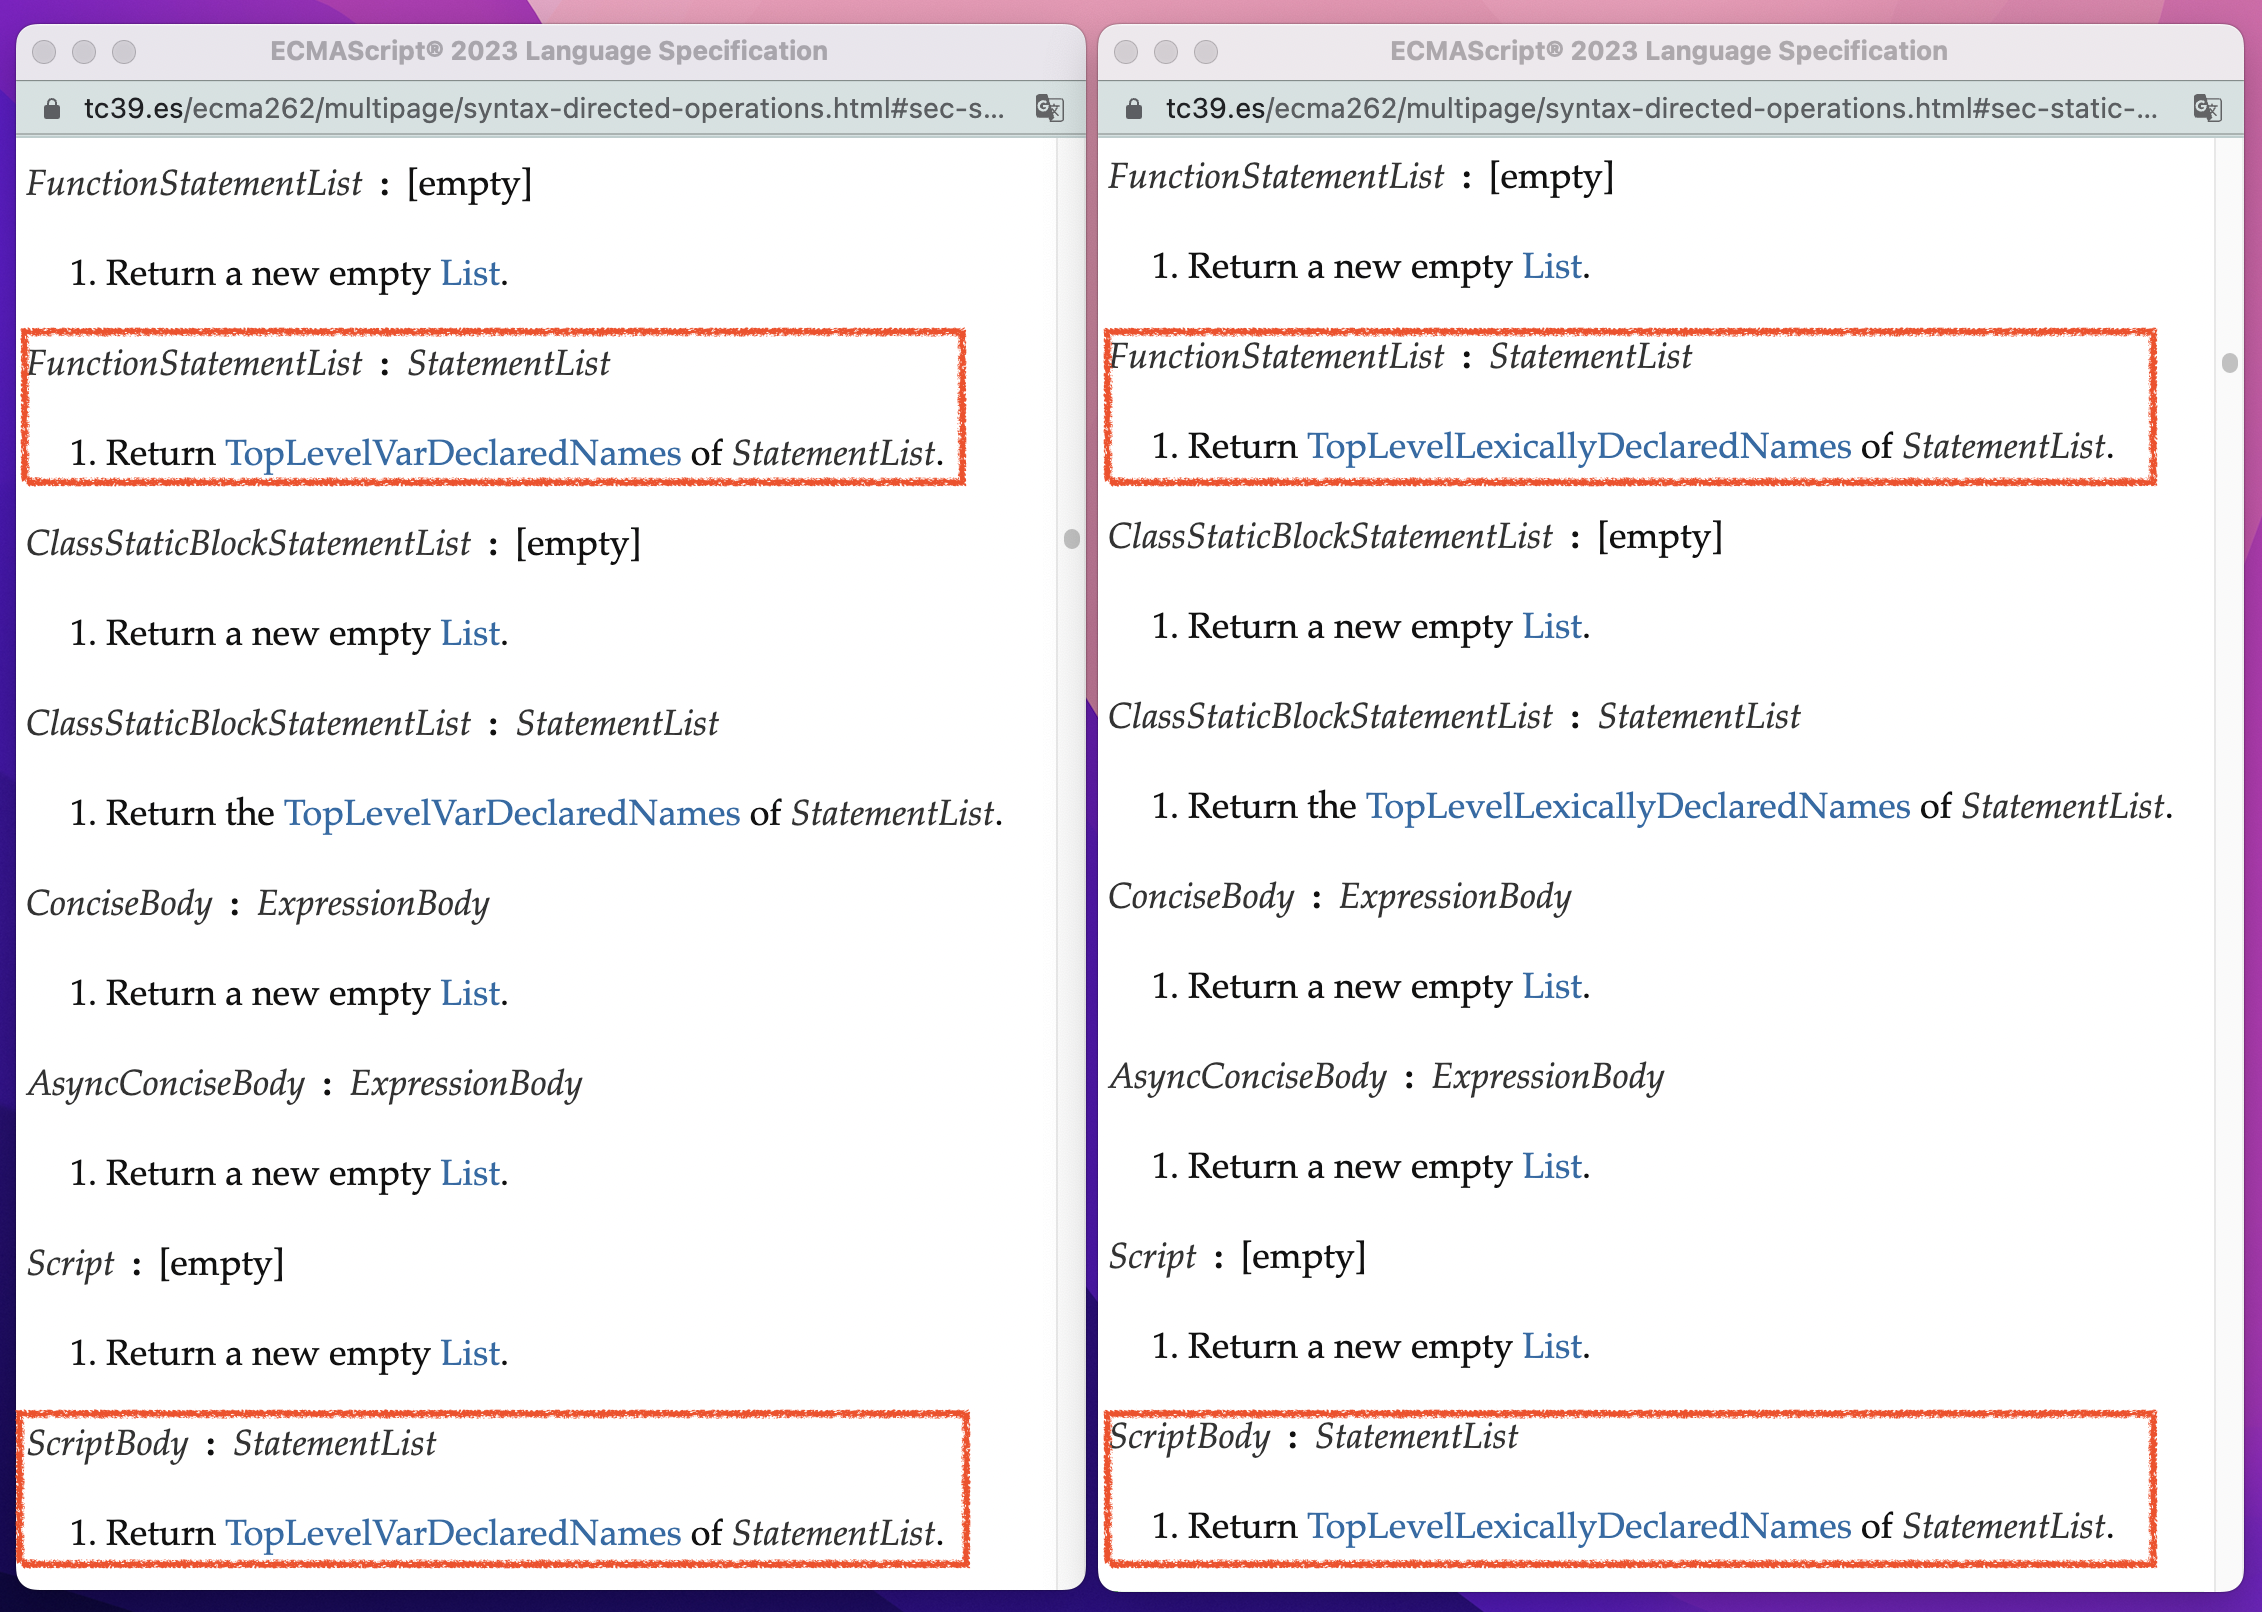 ECMAScript® 2023 Language Specification
tc39.es/ecma262/multipage/syntax-directed-operations.html#sec-s...
FunctionStatementList : [empty]
1. Return a new empty List.
FunctionStatementList : StatementList
1. Return TopLevelVarDeclaredNames of StatementList.
ClassStaticBlockStatementList : [empty]
1. Return a new empty List.
ClassStaticBlockStatementList : StatementList
1. Return the TopLevelVarDeclaredNames of StatementList.
ConciseBody : ExpressionBody
1. Return a new empty List.
AsyncConciseBody : ExpressionBody
1. Return a new empty List.
Script : [empty]
1. Return a new empty List.
ScriptBody : StatementList
1. Return TopLevelVarDeclaredNames of StatementList.
ECMAScript® 2023 Language Specification
tc39.es/ecma262/multipage/syntax-directed-operations.html#sec-static-...
FunctionStatementList : [empty]
1. Return a new empty List.
FunctionStatementList : StatementList
1. Return TopLevelLexicallyDeclaredNames of StatementList.
ClassStaticBlockStatementList : [empty]
1. Return a new empty List.
ClassStaticBlockStatementList : StatementList
1. Return the TopLevelLexicallyDeclaredNames of StatementList.
ConciseBody : ExpressionBody
1. Return a new empty List.
AsyncConciseBody : ExpressionBody
1. Return a new empty List.
Script : [empty]
1. Return a new empty List.
ScriptBody : StatementList
1. Return TopLevelLexicallyDeclaredNames of StatementList.